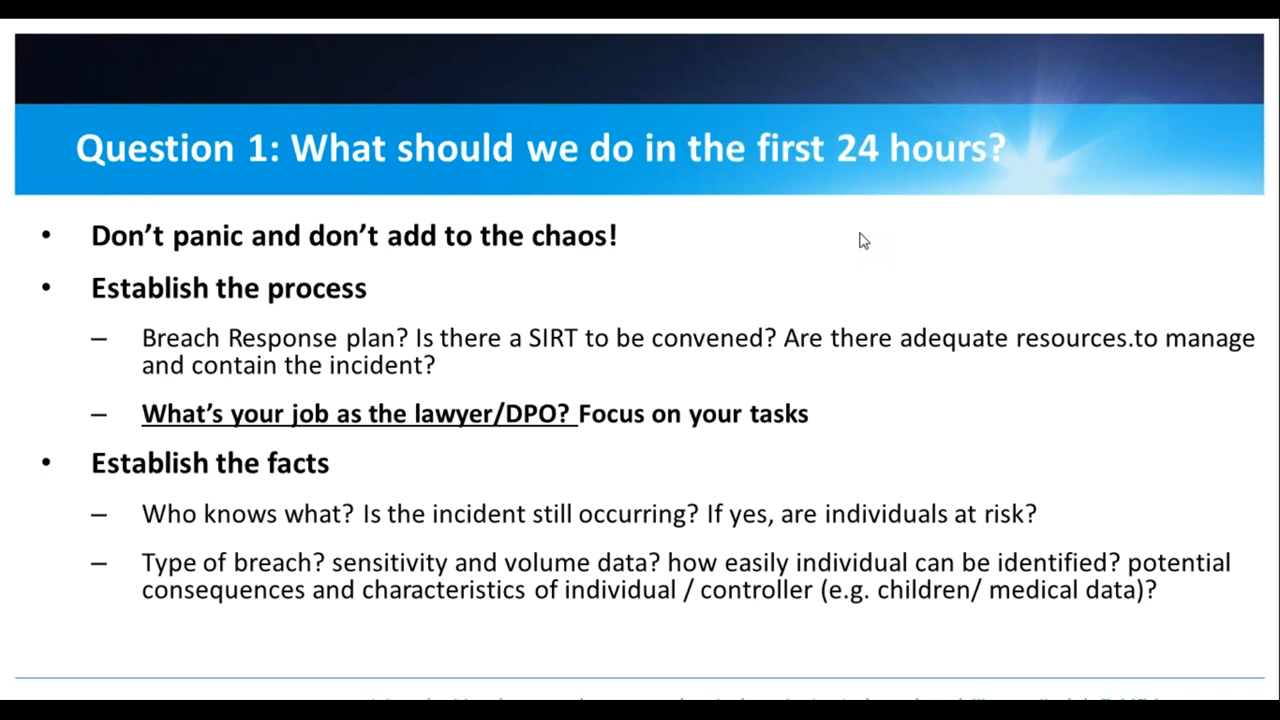 Question 1: What should we do in the first 24 hours?
• Don’t panic and don’t add to the chaos!
• Establish the process
– Breach Response plan? Is there a SIRT to be convened? Are there adequate resources.to manage
and contain the incident?
– What’s your job as the lawyer/DPO? Focus on your tasks
• Establish the facts
– Who knows what? Is the incident still occurring? If yes, are individuals at risk?
– Type of breach? sensitivity and volume data? how easily individual can be identified? potential
consequences and characteristics of individual / controller (e.g. children/ medical data)?